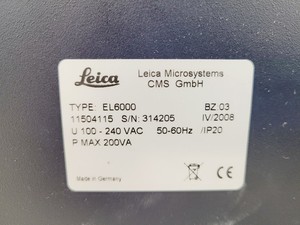 Leica Leica Microsystems
CMS GmbH
TYPE: EL6000 BZ:03
11504115 S/N: 314205 IV/2008
U 100 - 240 VAC 50-60Hz /IP20
P MAX 200VA
Made in Germany
CE